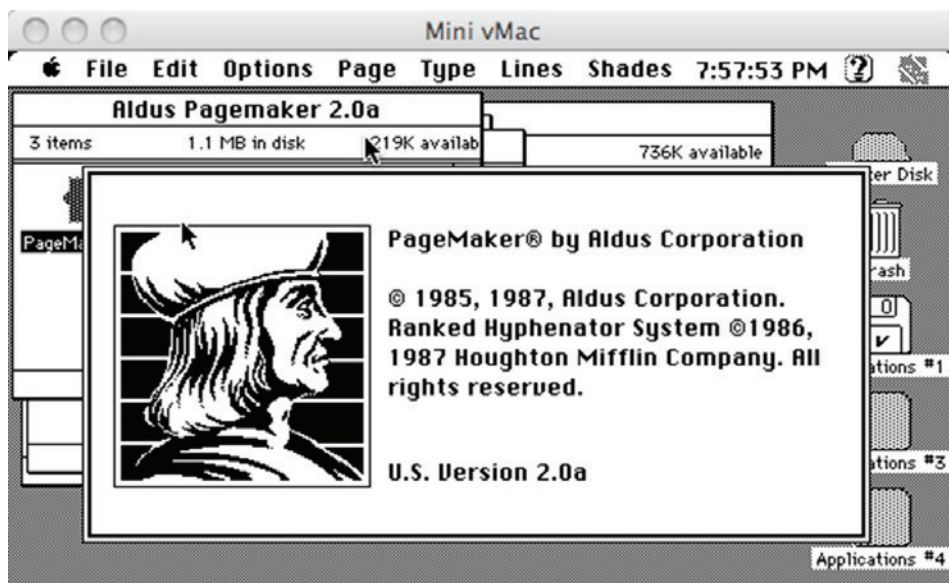 Mini vMac
File Edit Options Page Type Lines Shades 7:57:53 PM
Aldus Pagemaker 2.0a
3 items 1.1 MB in disk 219K availab
736K available
ter Disk
PageMa
rash
PageMaker® by Aldus Corporation
© 1985, 1987, Aldus Corporation.
Ranked Hyphenator System ©1986,
1987 Houghton Mifflin Company. All
rights reserved.
U.S. Version 2.0a
ations #1
ations #3
Applications #4